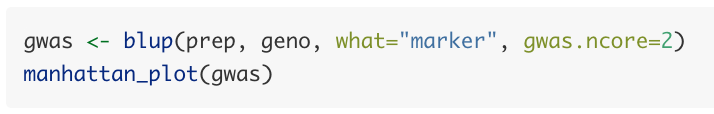 gwas <- blup(prep, geno, what="marker", gwas.ncore=2)
manhattan_plot(gwas)